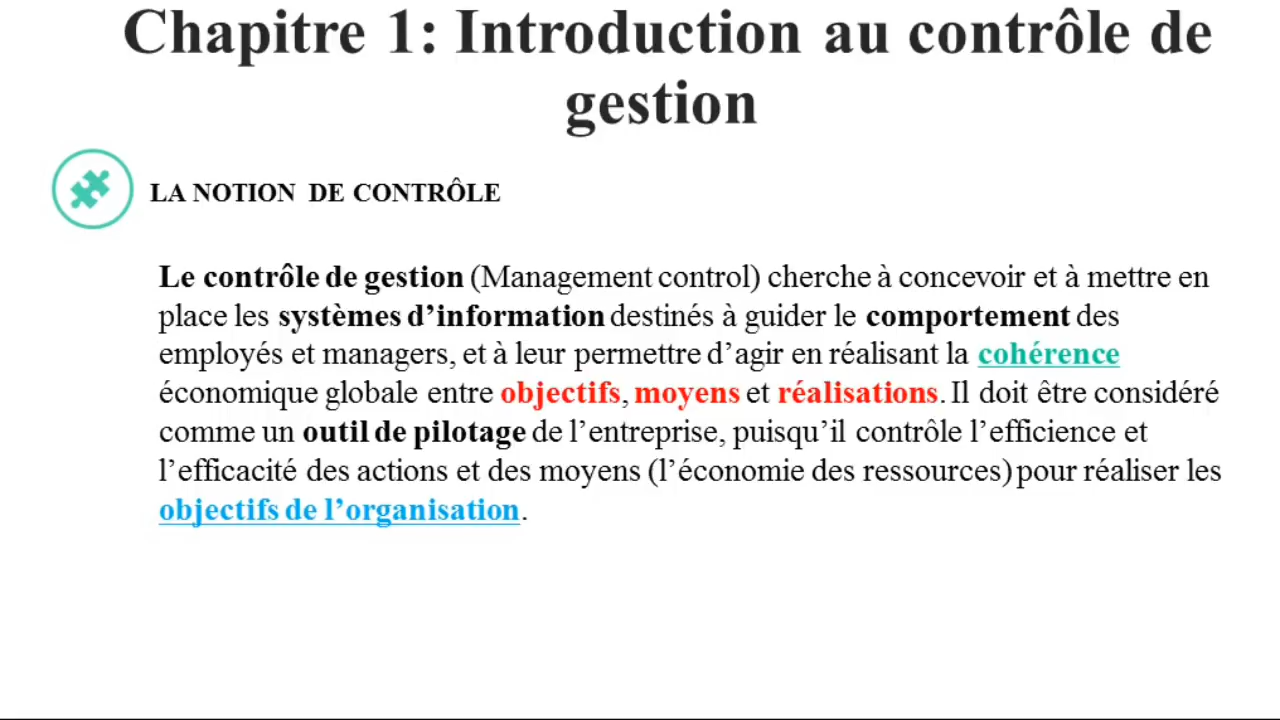 Chapitre 1: Introduction au contrôle de
gestion
LA NOTION DE CONTRÔLE
Le contrôle de gestion (Management control) cherche à concevoir et à mettre en
place les systèmes d’information destinés à guider le comportement des
employés et managers, et à leur permettre d’agir en réalisant la cohérence
économique globale entre objectifs, moyens et réalisations. Il doit être considéré
comme un outil de pilotage de l’entreprise, puisqu’il contrôle l’efficience et
l’efficacité des actions et des moyens (l’économie des ressources) pour réaliser les
objectifs de l’organisation.